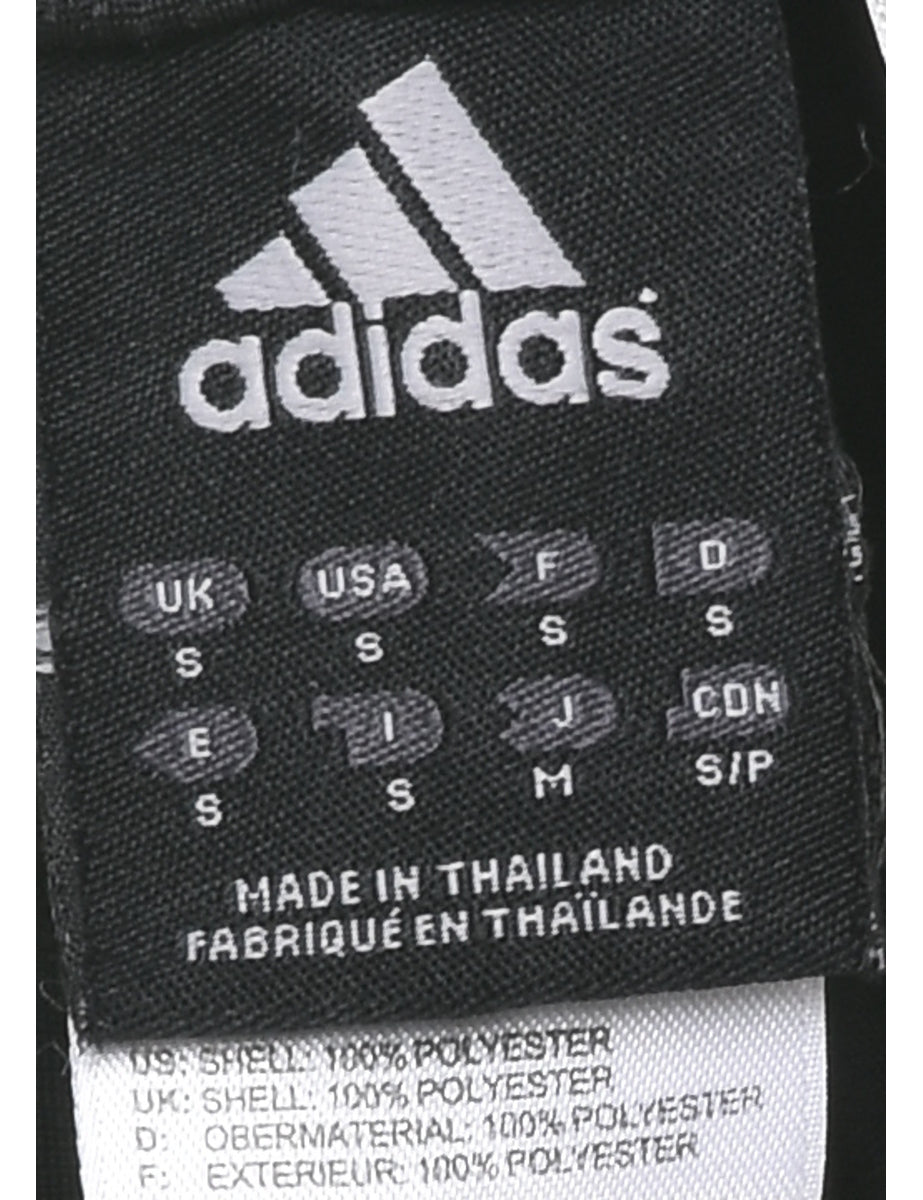 adidas
UK USA F D
S S S S
E I J CDN
S S M S/P
MADE IN THAILAND
FABRIQUÉ EN THAÏLANDE
US: SHELL: 100% POLYESTER
UK: SHELL: 100% POLYESTER
D: OBERMATERIAL: 100% POLYESTER
F: EXTERIEUR: 100% POLYESTER